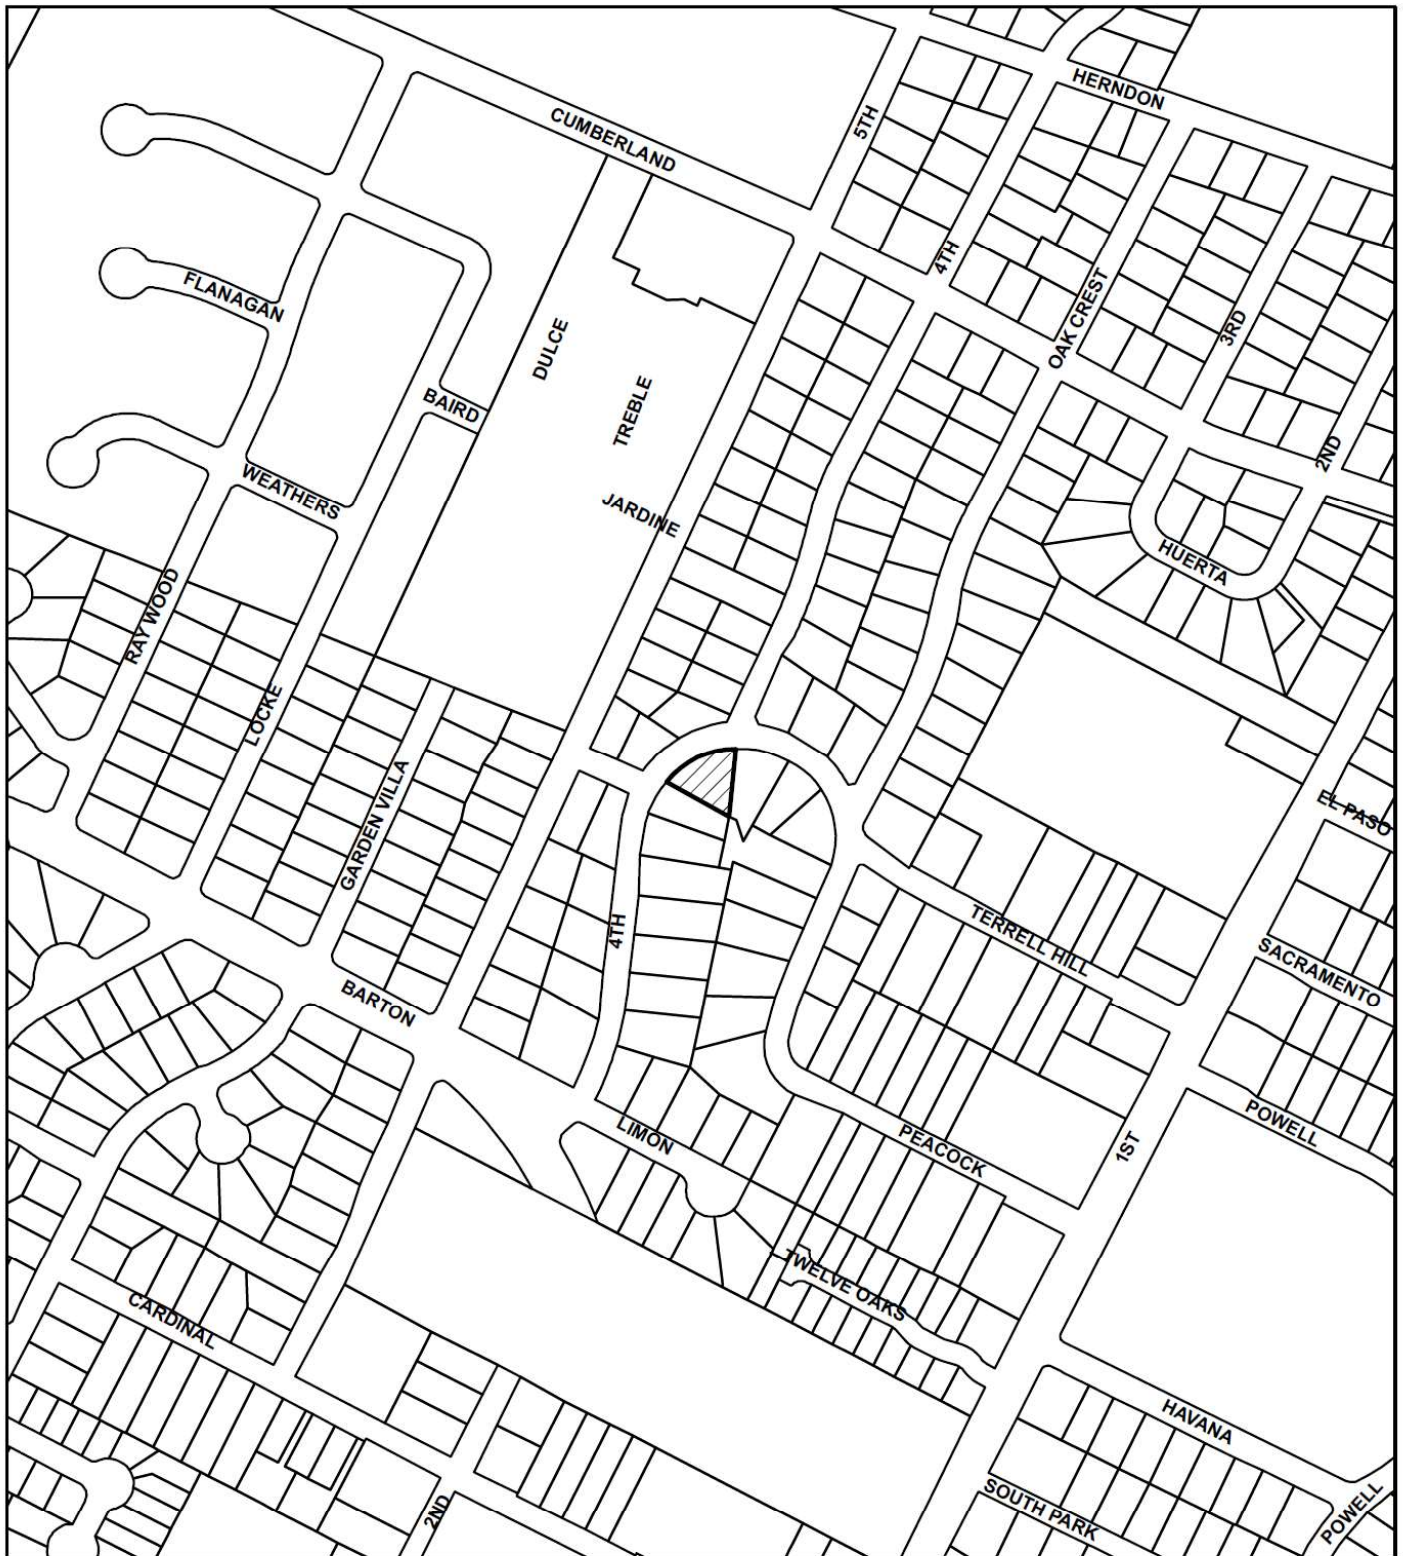 HERNDON
5TH
CUMBERLAND
4TH
FLANAGAN
OAK CREST
3RD
DULCE
TREBLE
BAIRD
2ND
WEATHERS
JARDINE
HUERTA
RAY WOOD
LOCKE
EL PASO
GARDEN VILLA
4TH
TERRELL HILL
SACRAMENTO
BARTON
POWELL
LIMON
PEACOCK
1ST
TWELVE OAKS
CARDINAL
HAVANA
2ND
SOUTH PARK
POWELL